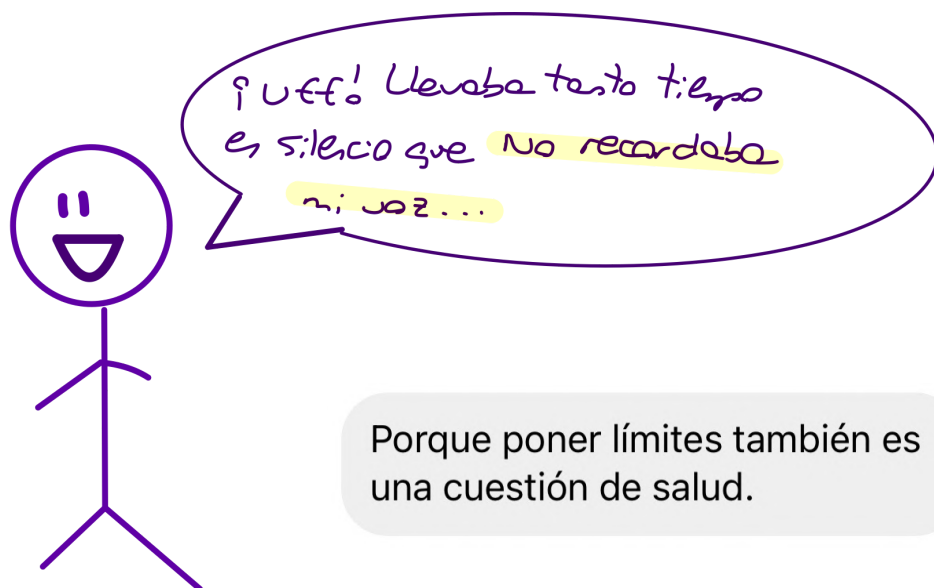 ¡Uff! Llevaba tanto tiempo
en silencio que No recordaba
mi voz...
Porque poner límites también es
una cuestión de salud.